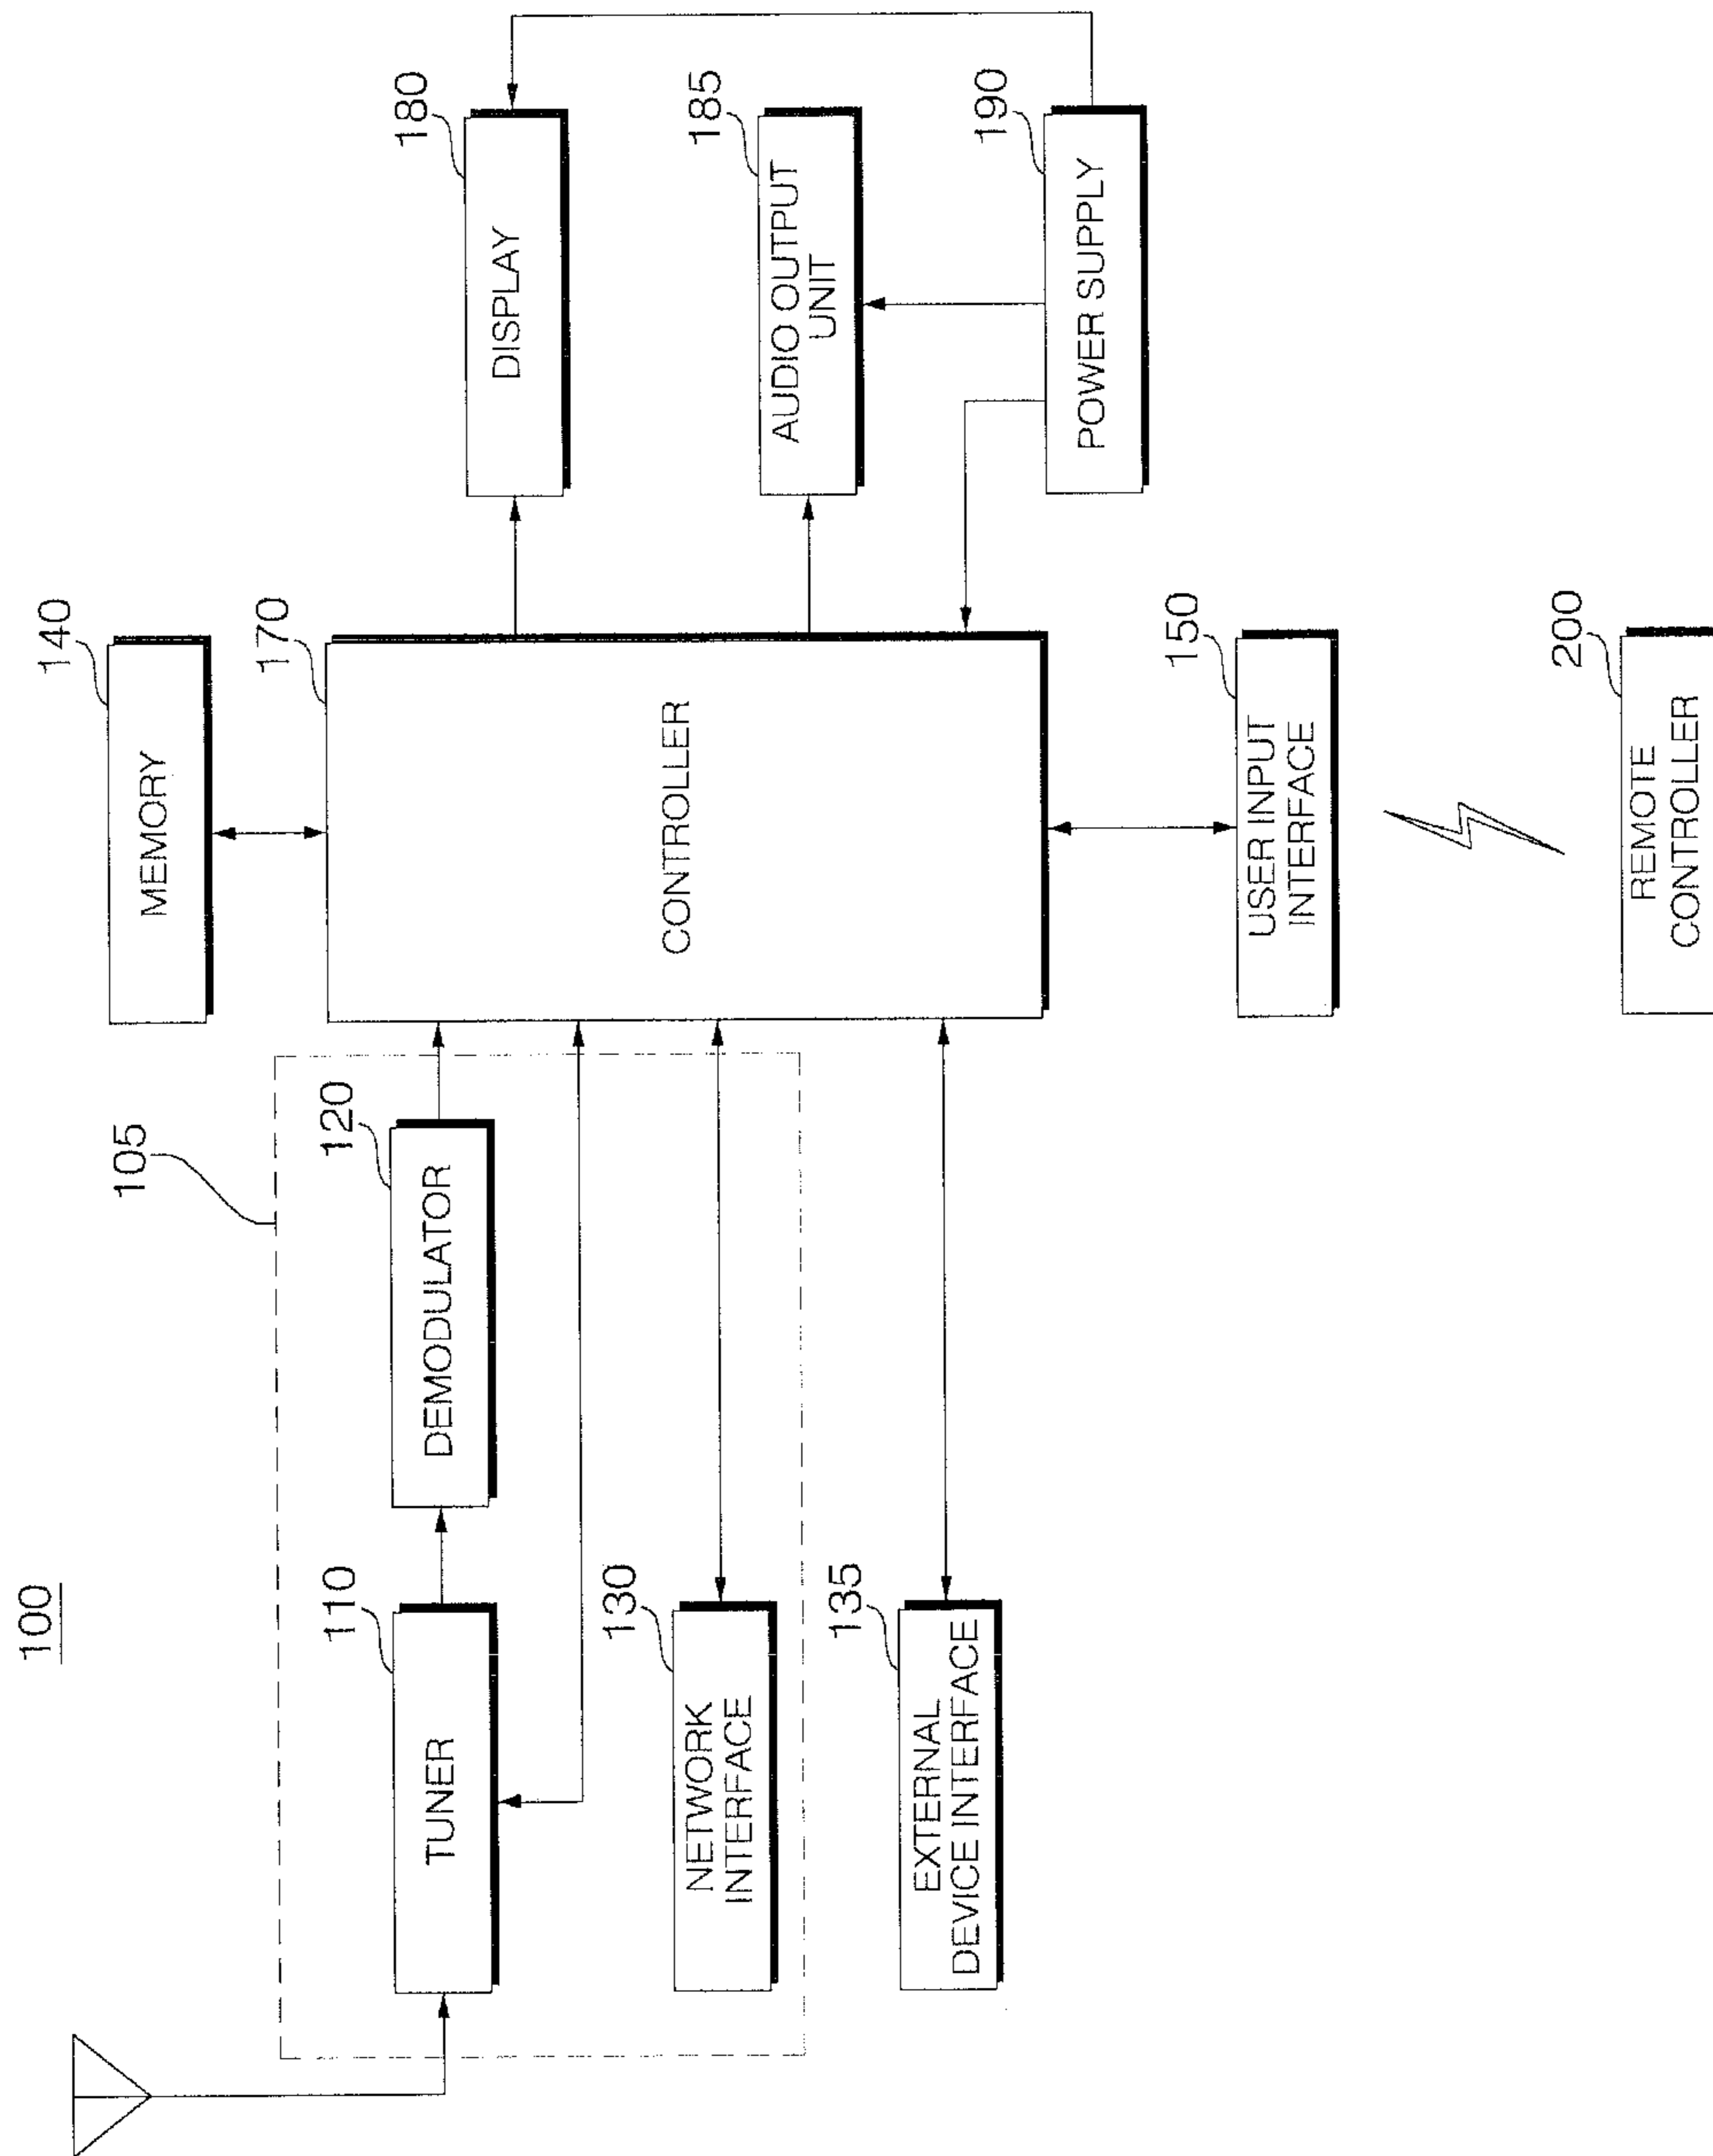 100
105
110
TUNER
120
DEMODULATOR
130
NETWORK
INTERFACE
135
EXTERNAL
DEVICE INTERFACE
140
MEMORY
170
CONTROLLER
150
USER INPUT
INTERFACE
200
REMOTE
CONTROLLER
180
DISPLAY
185
AUDIO OUTPUT
UNIT
190
POWER SUPPLY